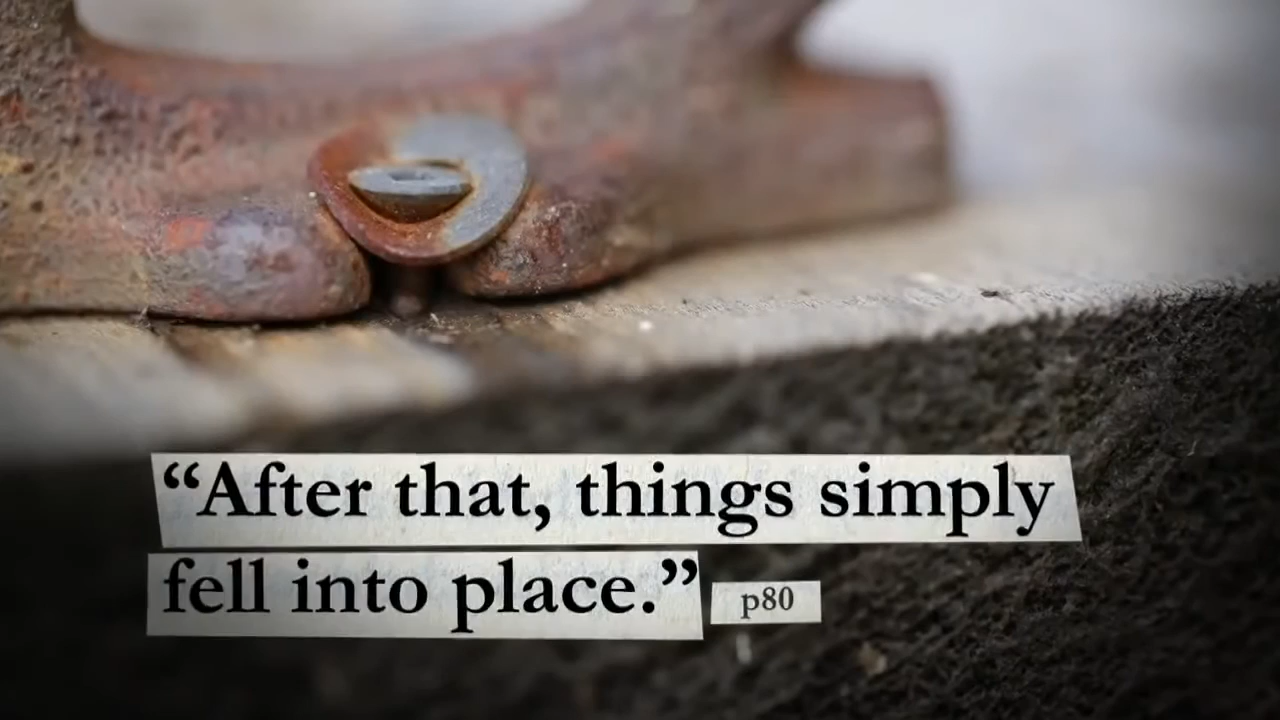 “After that, things simply
fell into place.” p80